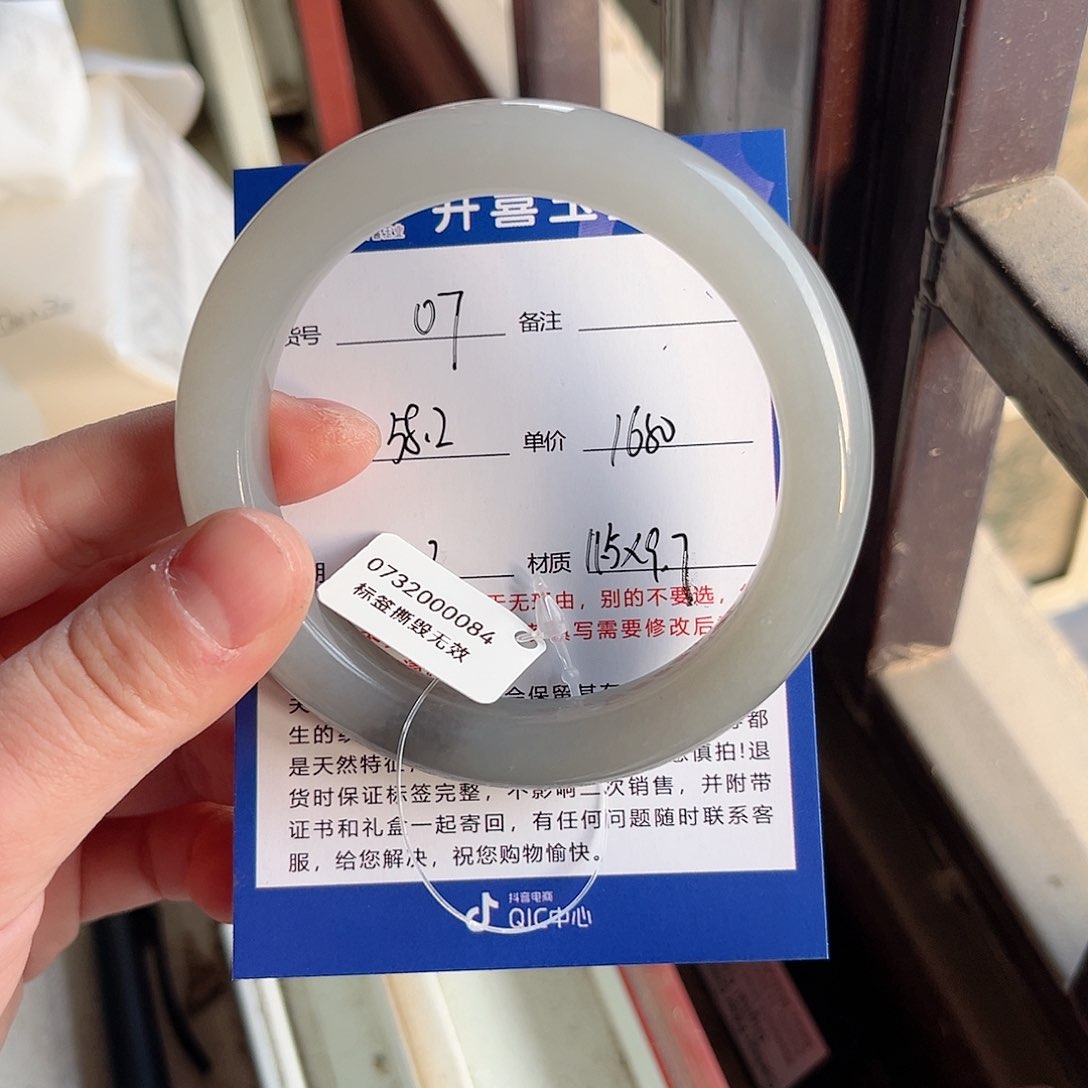 升喜玉
货号 07 备注
58.2 单价 1680
材质 11.5X9.7
0732000084
标签撕毁无效
无理由，别的不要选，
写需要修改后
保留其
关
生的 都
是天然特征， 慎拍!退
货时保证标签完整，不影响二次销售，并附带
证书和礼盒一起寄回，有任何问题随时联系客
服，给您解决，祝您购物愉快。
抖音电商
QIC中心